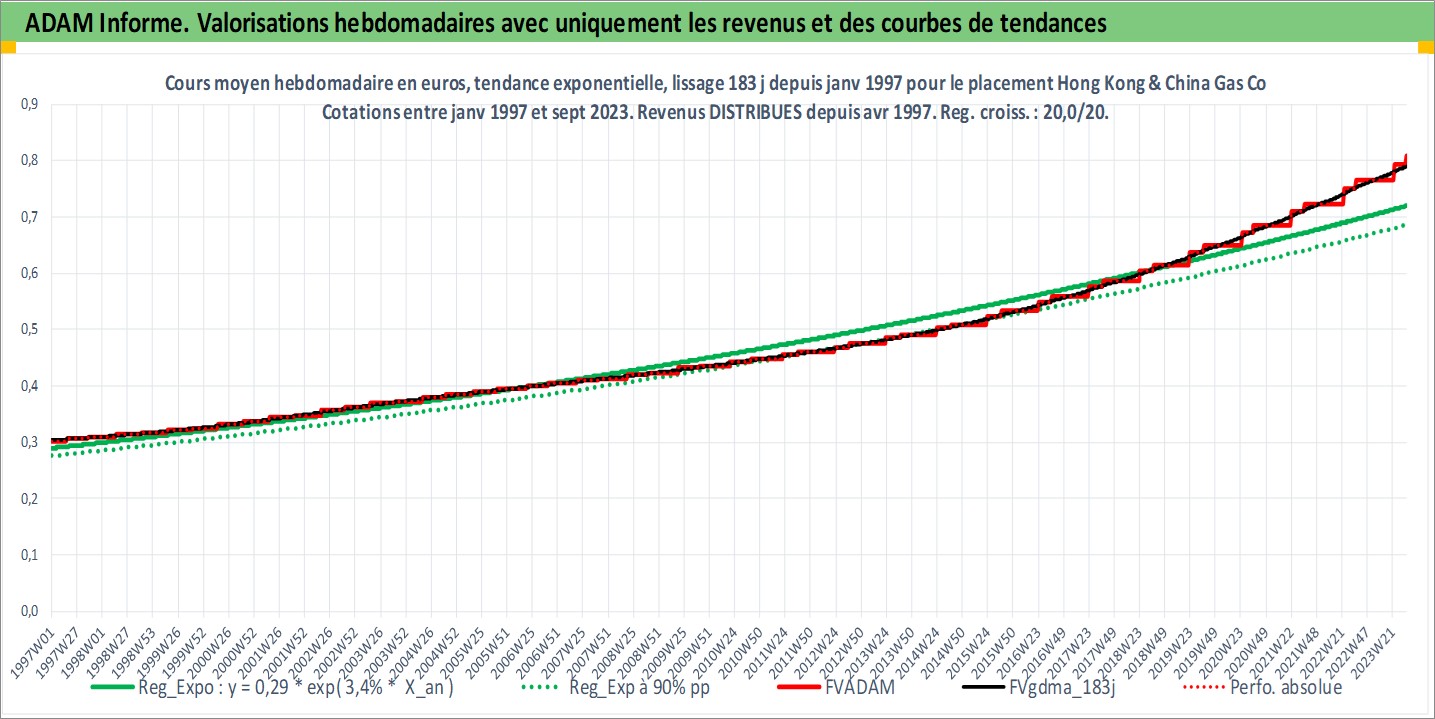 ADAM Informe. Valorisations hebdomadaires avec uniquement les revenus et des courbes de tendances
Cours moyen hebdomadaire en euros, tendance exponentielle, lissage 183 j depuis janv 1997 pour le placement Hong Kong & China Gas Co
Cotations entre janv 1997 et sept 2023. Revenus DISTRIBUES depuis avr 1997. Reg. croiss. : 20,0/20.
0,9
0,8
0,7
0,6
0,5
0,4
0,3
0,2
0,1
0,0
1997W01
1997W27
1998W01
1998W27
1998W53
1999W26
1999W52
2000W26
2000W52
2001W26
2001W52
2002W26
2002W52
2003W26
2003W52
2004W26
2004W52
2005W25
2005W51
2006W25
2006W51
2007W25
2007W51
2008W25
2008W51
2009W25
2009W51
2010W24
2010W50
2011W24
2011W50
2012W24
2012W50
2013W24
2013W50
2014W24
2014W50
2015W24
2015W50
2016W23
2016W49
2017W23
2017W49
2018W23
2018W49
2019W23
2019W49
2020W23
2020W49
2021W22
2021W48
2022W21
2022W47
2023W21
Reg_Expo : y = 0,29 * exp( 3,4% * X_an )
Reg_Exp à 90% pp
FVADAM
FVgdma_183j
Perfo. absolue